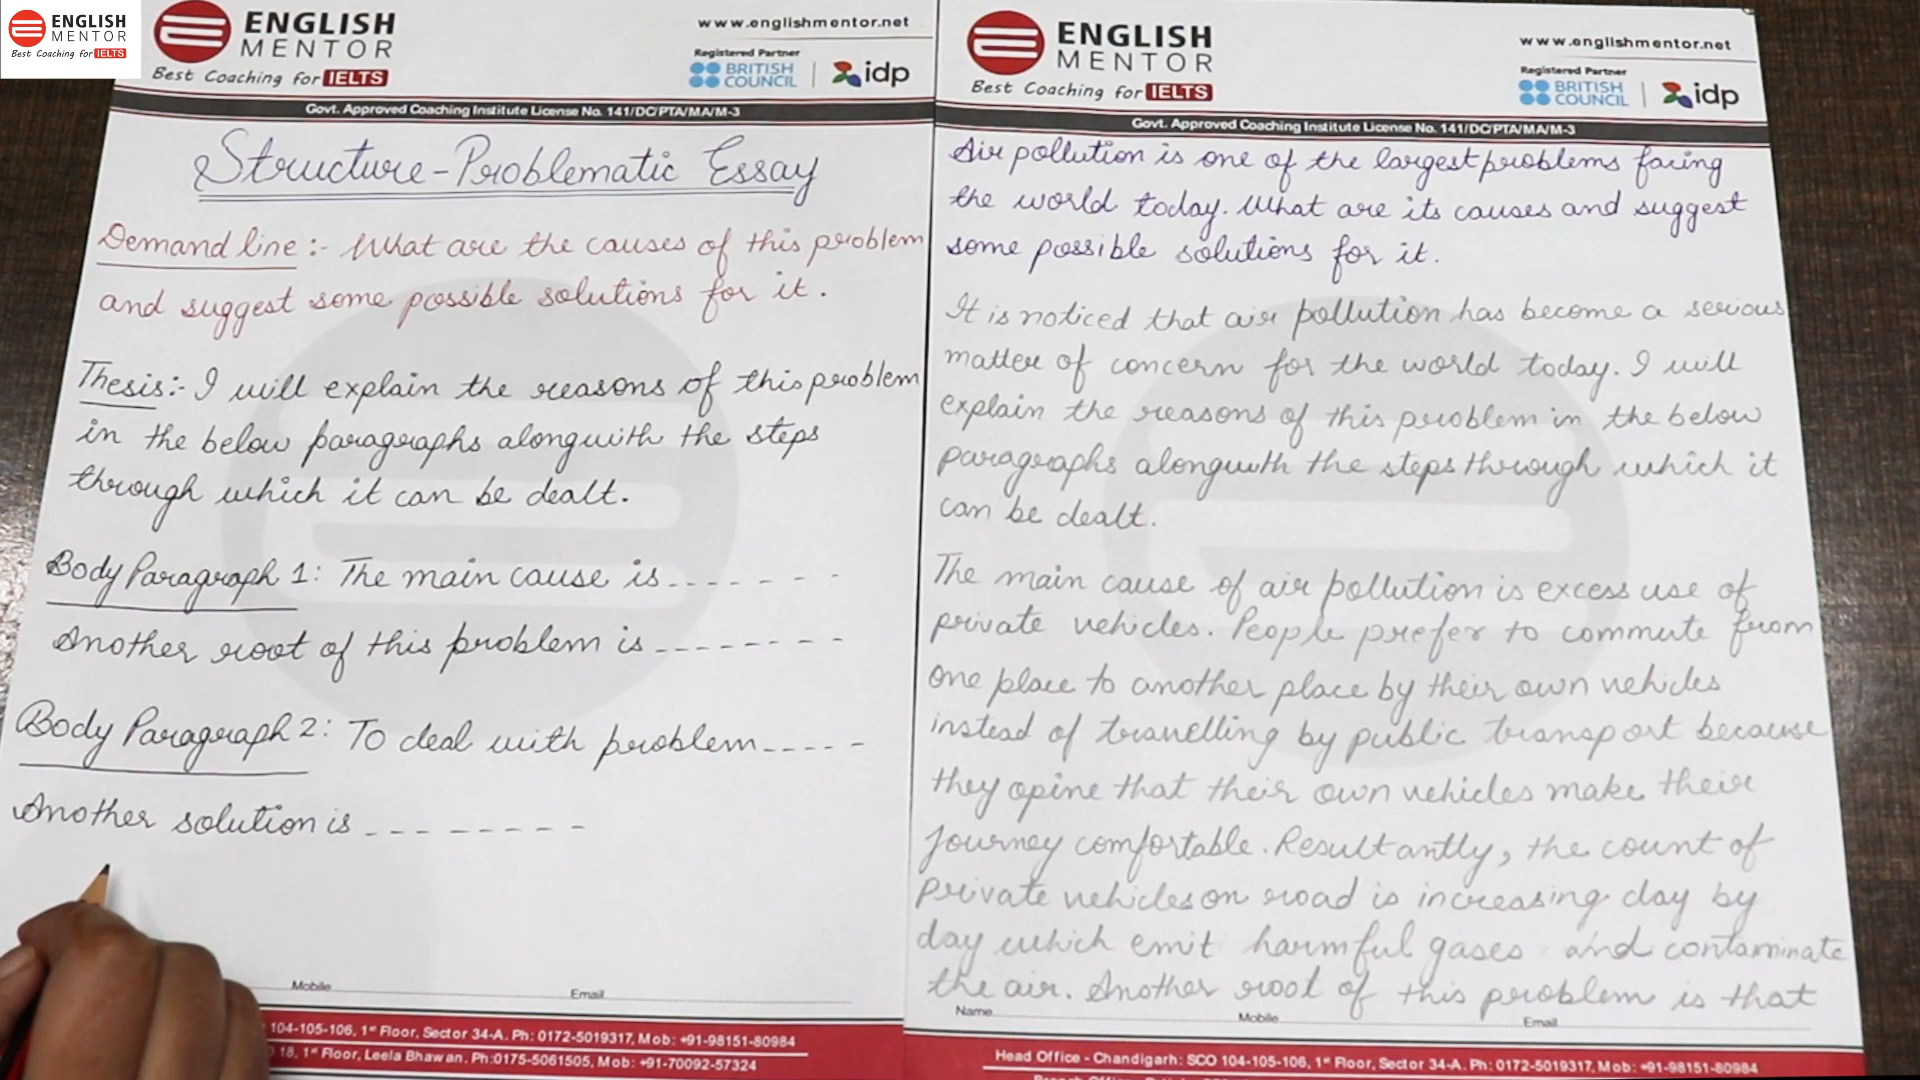 ENGLISH
MENTOR
Best Coaching for IELTS
ENGLISH
MENTOR
Best Coaching for IELTS
www.englishmentor.net
Registered Partner
BRITISH
COUNCIL
idp
Govt. Approved Coaching Institute License No. 141/DC/PTA/MA/M-3
Structure-Problematic Essay
Demand line :- What are the causes of this problem
and suggest some possible solutions for it.
Thesis:- I will explain the reasons of this problem
in the below paragraphs alongwith the steps
through which it can be dealt.
Body Paragraph 1: The main cause is - - - - - - -
Another root of this problem is - - - - - - - -
Body Paragraph 2: To deal with problem - - - - -
Another solution is - - - - - - - -
Mobile
Email
104-105-106, 1st Floor, Sector 34-A. Ph: 0172-5019317, Mob: +91-98151-80984
18, 1st Floor, Leela Bhawan. Ph:0175-5061505, Mob: +91-70092-57324
ENGLISH
MENTOR
Best Coaching for IELTS
www.englishmentor.net
Registered Partner
BRITISH
COUNCIL
idp
Govt. Approved Coaching Institute License No. 141/DC/PTA/MA/M-3
Air pollution is one of the largest problems facing
the world today. What are its causes and suggest
some possible solutions for it.
It is noticed that air pollution has become a serious
matter of concern for the world today. I will
explain the reasons of this problem in the below
paragraphs alongwith the steps through which it
can be dealt.
The main cause of air pollution is excess use of
private vehicles. People prefer to commute from
one place to another place by their own vehicles
instead of travelling by public transport because
they opine that their own vehicles make their
journey comfortable. Resultantly, the count of
private vehicles on road is increasing day by
day which emit harmful gases and contaminate
the air. Another root of this problem is that
Name
Mobile
Email
Head Office - Chandigarh: SCO 104-105-106, 1st Floor, Sector 34-A. Ph: 0172-5019317, Mob: +91-98151-80984